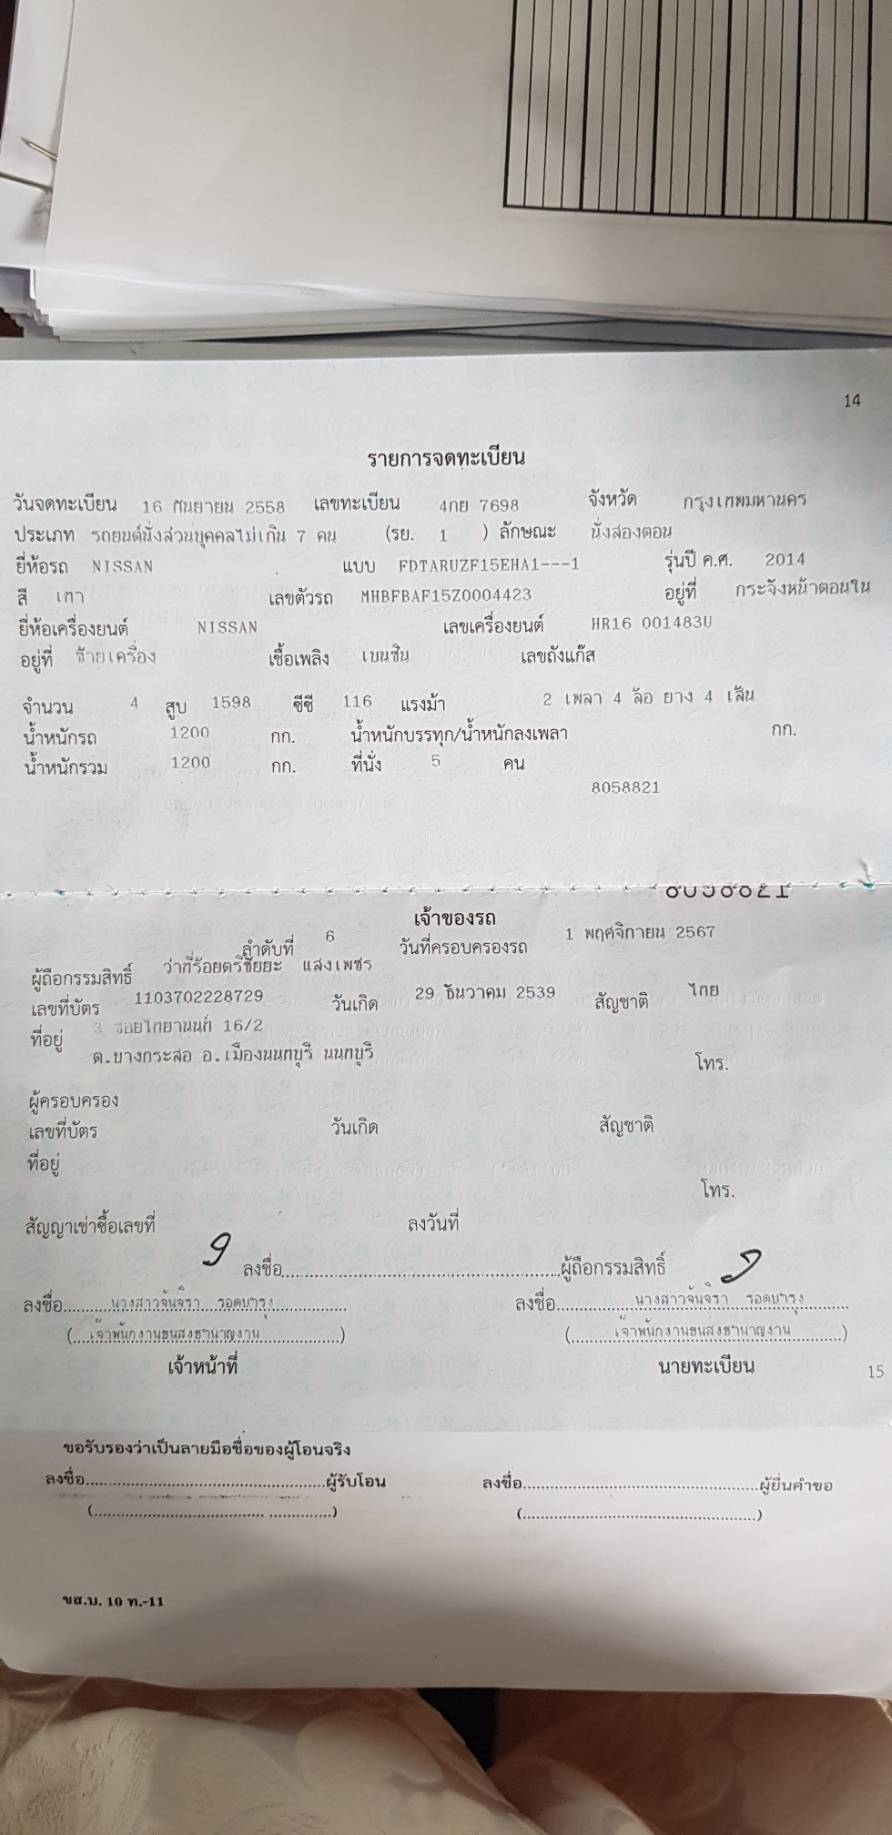 14
รายการจดทะเบียน
วันจดทะเบียน 16 กันยายน 2558 เลขทะเบียน 4กย 7698 จังหวัด กรุงเทพมหานคร
ประเภท รถยนต์นั่งส่วนบุคคลไม่เกิน 7 คน (รย. 1 ) ลักษณะ นั่งสองตอน
ยี่ห้อรถ NISSAN แบบ FDTARUZF15EHA1---1 รุ่นปี ค.ศ. 2014
สี เทา เลขตัวรถ MHBFBAF15Z0004423 อยู่ที่ กระจังหน้าตอนใน
ยี่ห้อเครื่องยนต์ NISSAN เลขเครื่องยนต์ HR16 001483U
อยู่ที่ ซ้ายเครื่อง เชื้อเพลิง เบนซิน เลขถังแก๊ส
จำนวน 4 สูบ 1598 ซีซี 116 แรงม้า 2 เพลา 4 ล้อ ยาง 4 เส้น
น้ำหนักรถ 1200 กก. น้ำหนักบรรทุก/น้ำหนักลงเพลา กก.
น้ำหนักรวม 1200 กก. ที่นั่ง 5 คน
8058821
เจ้าของรถ
ลำดับที่ 6 วันที่ครอบครองรถ 1 พฤศจิกายน 2567
ผู้ถือกรรมสิทธิ์ ว่าที่ร้อยตรีชัยยะ แสงเพชร
เลขที่บัตร 1103702228729 วันเกิด 29 ธันวาคม 2539 สัญชาติ ไทย
ที่อยู่ 3 ซอยไทยานนท์ 16/2
ต.บางกระสอ อ.เมืองนนทบุรี นนทบุรี โทร.
ผู้ครอบครอง
เลขที่บัตร วันเกิด สัญชาติ
ที่อยู่
โทร.
สัญญาเช่าซื้อเลขที่ ลงวันที่
ลงชื่อ ผู้ถือกรรมสิทธิ์
ลงชื่อ นางสาวจันจิรา รอดบำรุง ลงชื่อ นางสาวจันจิรา รอดบำรุง
(เจ้าพนักงานขนส่งชำนาญงาน) (เจ้าพนักงานขนส่งชำนาญงาน)
เจ้าหน้าที่ นายทะเบียน
15
ขอรับรองว่าเป็นลายมือชื่อของผู้โอนจริง
ลงชื่อ ผู้รับโอน ลงชื่อ ผู้ยื่นคำขอ
(....................) (....................)
ขส.บ. 10 ท.-11